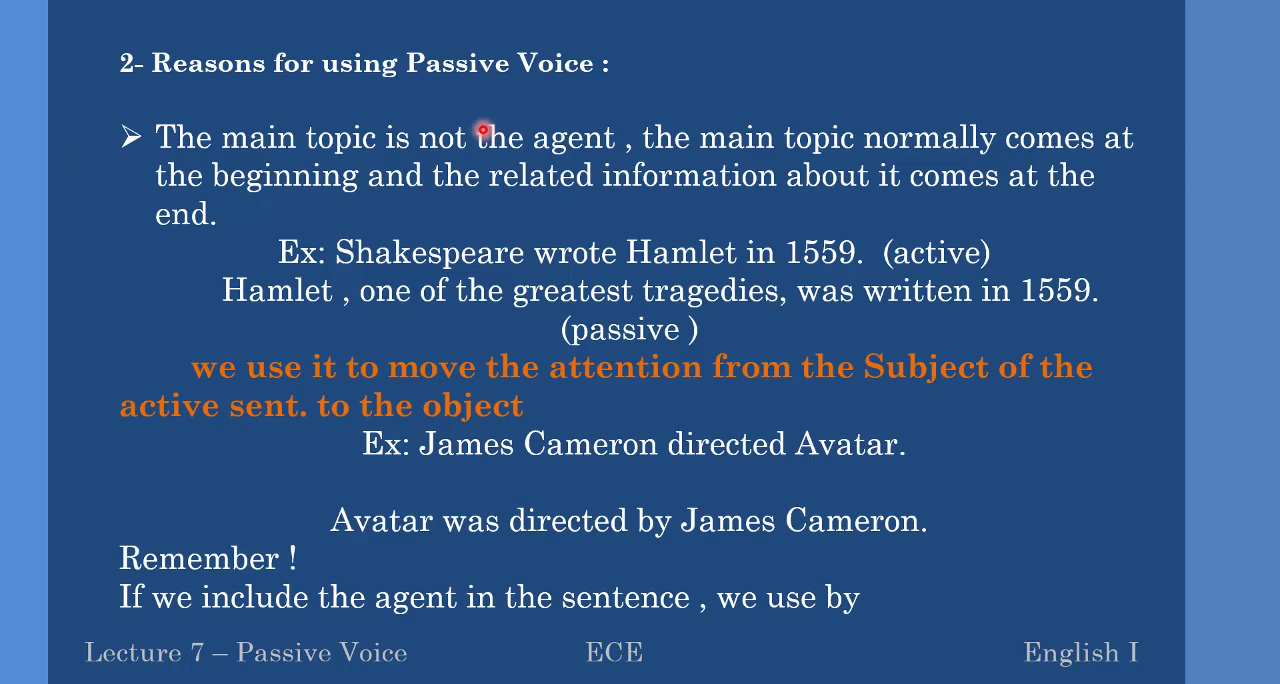 2- Reasons for using Passive Voice :
The main topic is not the agent , the main topic normally comes at
the beginning and the related information about it comes at the
end.
Ex: Shakespeare wrote Hamlet in 1559. (active)
Hamlet , one of the greatest tragedies, was written in 1559.
(passive )
we use it to move the attention from the Subject of the
active sent. to the object
Ex: James Cameron directed Avatar.
Avatar was directed by James Cameron.
Remember !
If we include the agent in the sentence , we use by
Lecture 7 – Passive Voice ECE English I